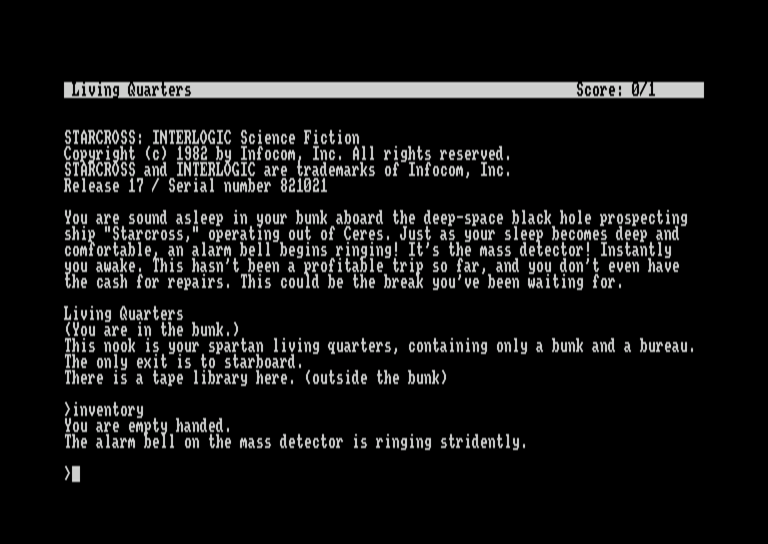 Living Quarters Score: 0/1
STARCROSS: INTERLOGIC Science Fiction
Copyright (c) 1982 by Infocom, Inc. All rights reserved.
STARCROSS and INTERLOGIC are trademarks of Infocom, Inc.
Release 17 / Serial number 821021
You are sound asleep in your bunk aboard the deep-space black hole prospecting
ship "Starcross," operating out of Ceres. Just as your sleep becomes deep and
comfortable, an alarm bell begins ringing! It's the mass detector! Instantly
you awake. This hasn't been a profitable trip so far, and you don't even have
the cash for repairs. This could be the break you've been waiting for.
Living Quarters
(You are in the bunk.)
This nook is your spartan living quarters, containing only a bunk and a bureau.
The only exit is to starboard.
There is a tape library here. (outside the bunk)
>inventory
You are empty handed.
The alarm bell on the mass detector is ringing stridently.
>